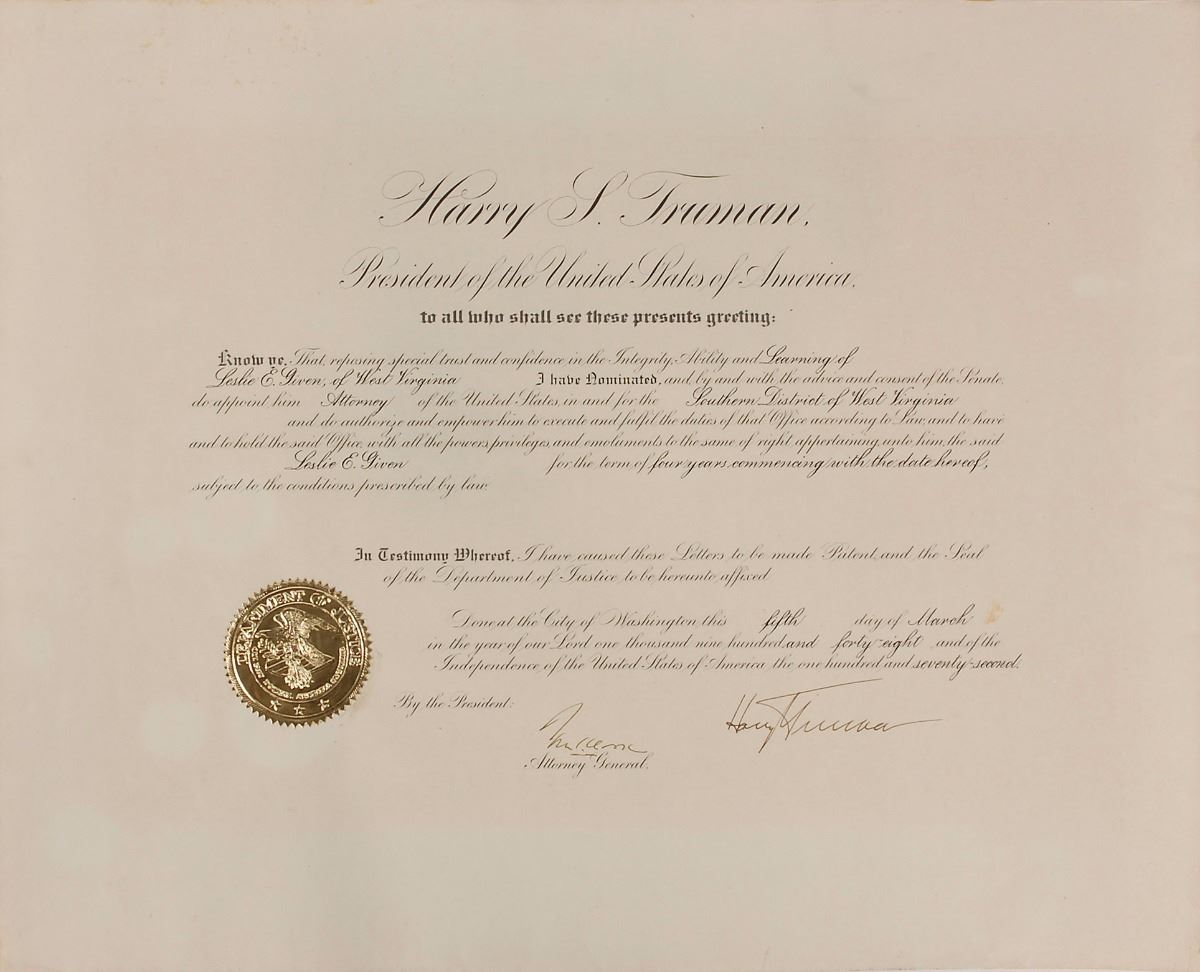 Harry S. Truman,
President of the United States of America,
to all who shall see these presents greeting:
Know ye, That, reposing special trust and confidence in the Integrity, Ability and Learning of
Leslie E. Given, of West Virginia I have Nominated, and, by and with the advice and consent of the Senate,
do appoint him Attorney of the United States, in and for the Southern District of West Virginia
and do authorize and empower him to execute and fulfil the duties of that Office according to Law, and to have
and to hold the said Office, with all the powers, privileges, and emoluments to the same of right appertaining, unto him, the said
Leslie E. Given for the term of four years commencing with the date hereof,
subject to the conditions prescribed by law.
In Testimony Whereof, I have caused these Letters to be made Patent and the Seal
of the Department of Justice to be hereunto affixed
Done at the City of Washington this fifth day of March
in the year of our Lord one thousand nine hundred and forty-eight and of the
Independence of the United States of America the one hundred and seventy-second.
DEPARTMENT OF JUSTICE
By the President:
Harry S Truman
Attorney General.